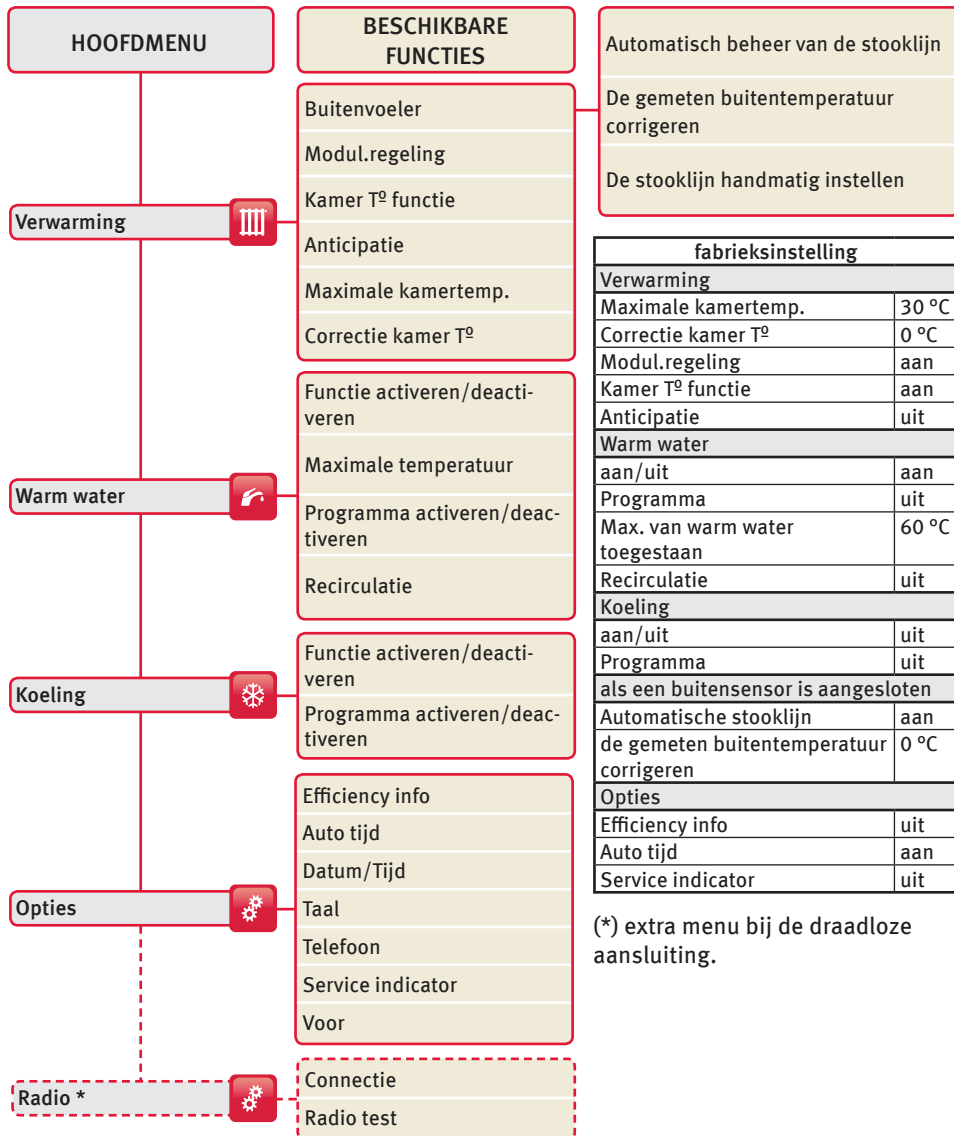 HOOFDMENU
BESCHIKBARE
FUNCTIES
Verwarming
Buitenvoeler
Modul.regeling
Kamer Tº functie
Anticipatie
Maximale kamertemp.
Correctie kamer Tº
Automatisch beheer van de stooklijn
De gemeten buitentemperatuur
corrigeren
De stooklijn handmatig instellen
Warm water
Functie activeren/deacti-
veren
Maximale temperatuur
Programma activeren/deac-
tiveren
Recirculatie
Koeling
Functie activeren/deacti-
veren
Programma activeren/deac-
tiveren
Opties
Efficiency info
Auto tijd
Datum/Tijd
Taal
Telefoon
Service indicator
Voor
Radio *
Connectie
Radio test
fabrieksinstelling
Verwarming
Maximale kamertemp. 30 ºC
Correctie kamer Tº 0 ºC
Modul.regeling aan
Kamer Tº functie aan
Anticipatie uit
Warm water
aan/uit aan
Programma uit
Max. van warm water 60 ºC
toegestaan
Recirculatie uit
Koeling
aan/uit uit
Programma uit
als een buitensensor is aangesloten
Automatische stooklijn aan
de gemeten buitentemperatuur 0 ºC
corrigeren
Opties
Efficiency info uit
Auto tijd aan
Service indicator uit
(*) extra menu bij de draadloze
aansluiting.